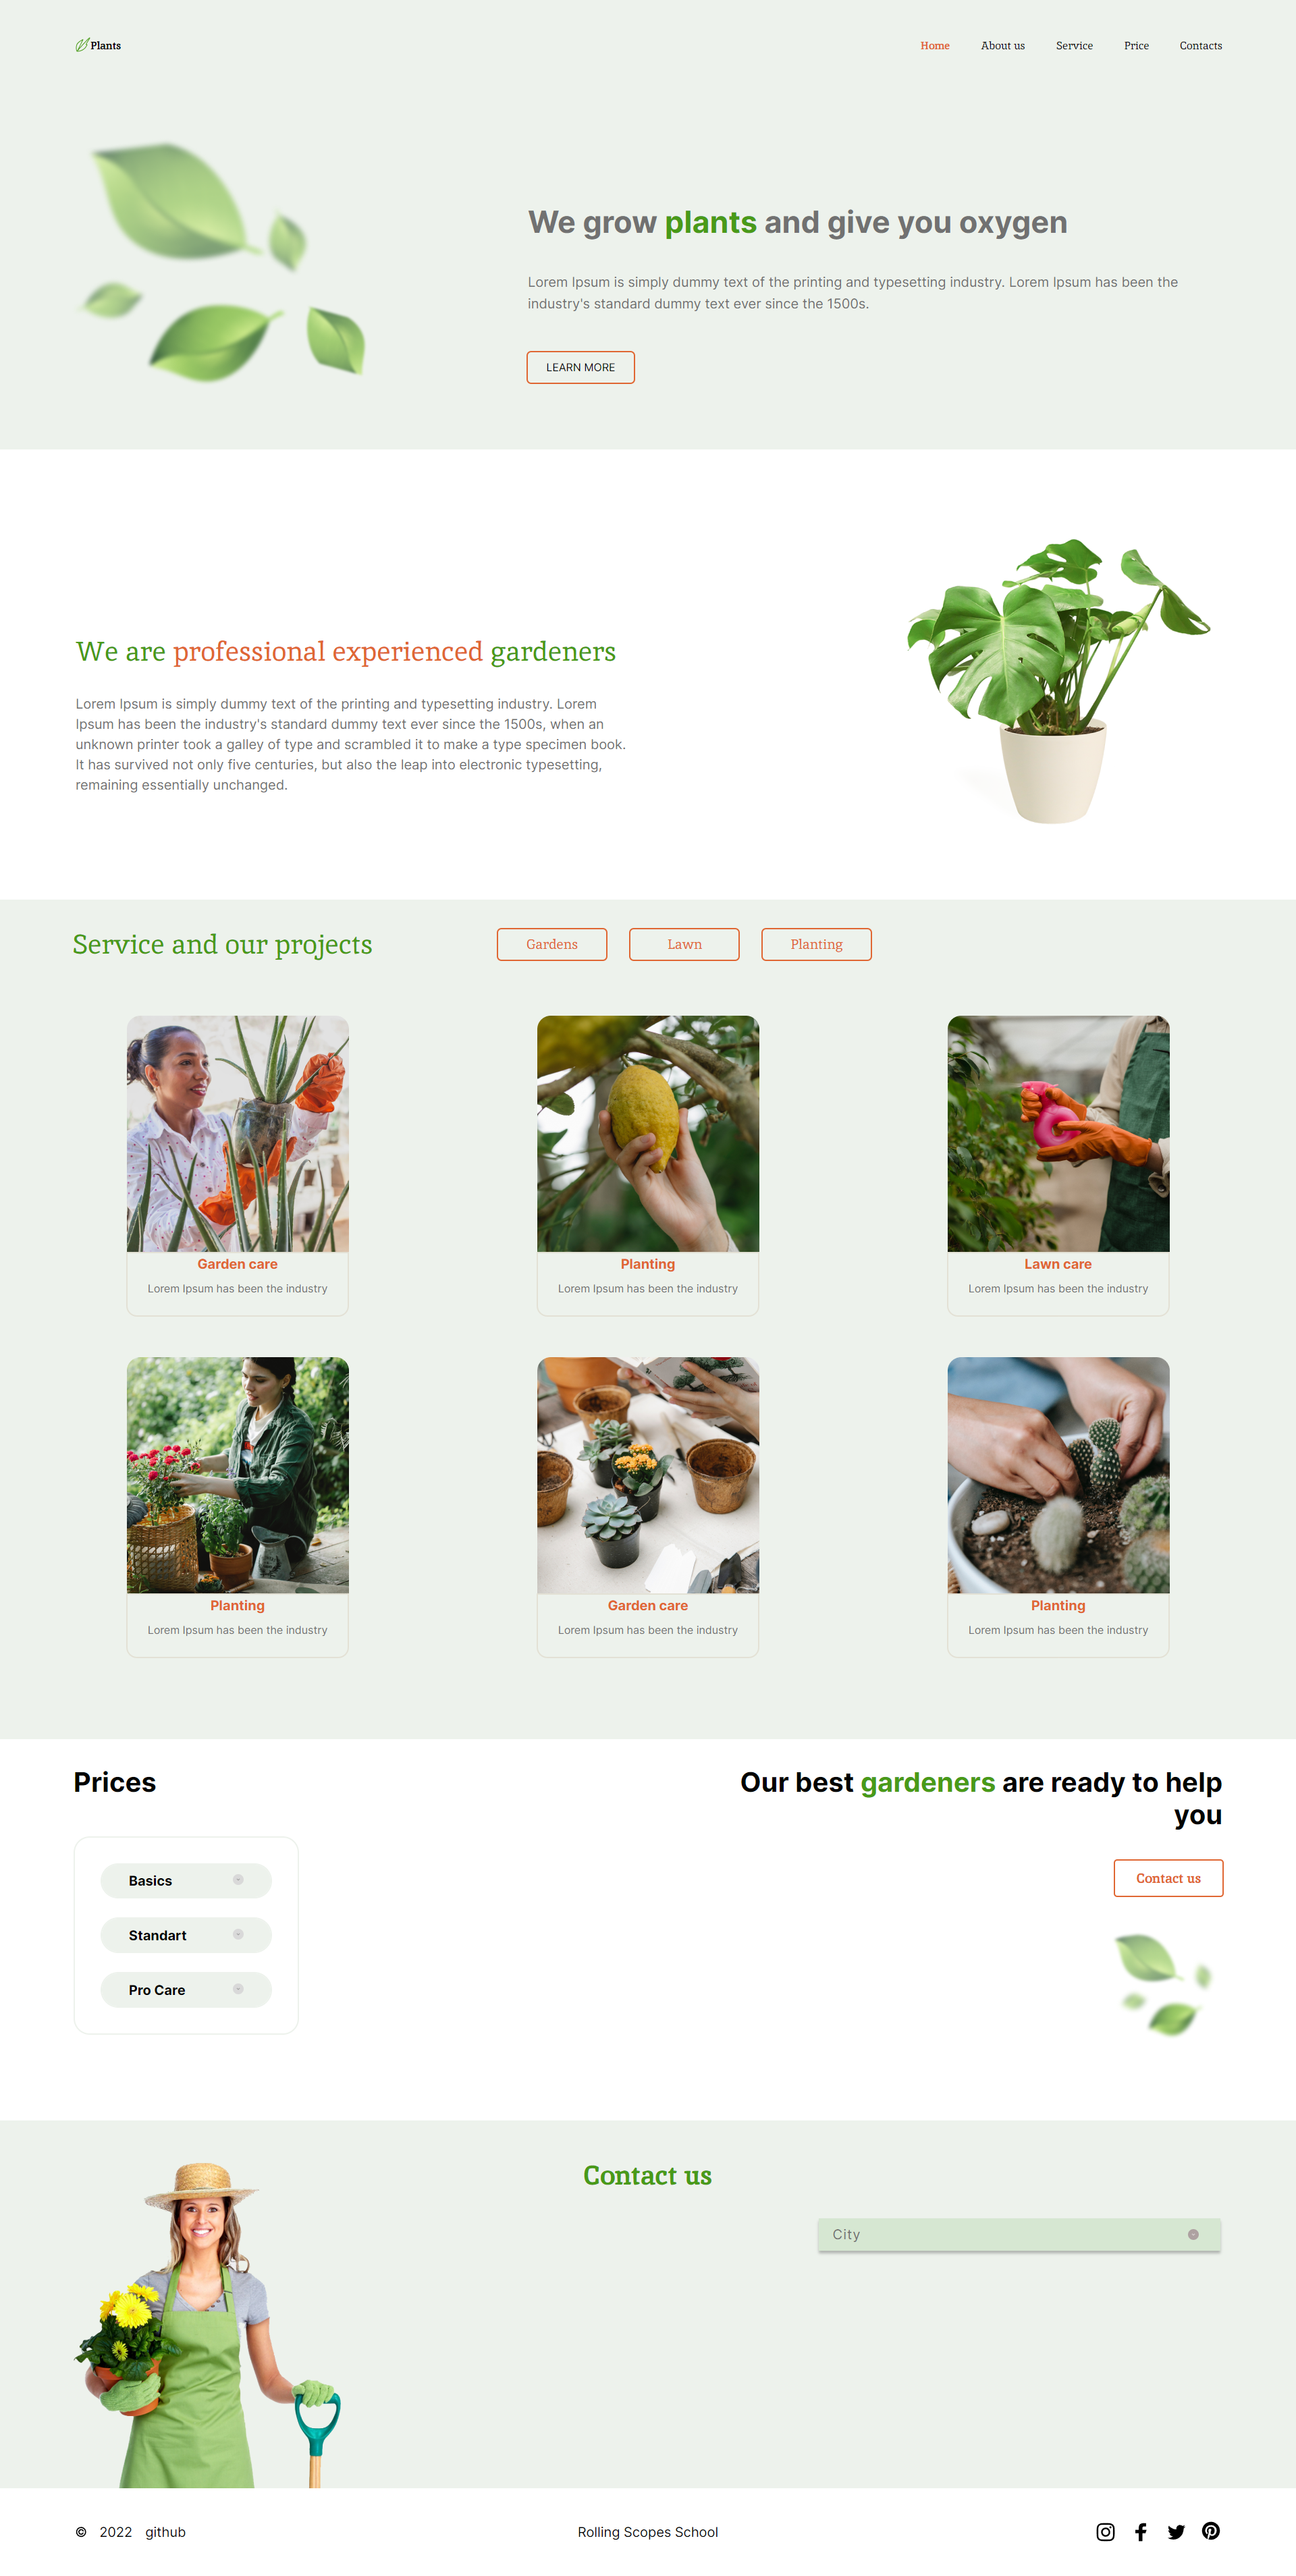 Plants
Home About us Service Price Contacts
We grow plants and give you oxygen
Lorem Ipsum is simply dummy text of the printing and typesetting industry. Lorem Ipsum has been the
industry's standard dummy text ever since the 1500s.
LEARN MORE
We are professional experienced gardeners
Lorem Ipsum is simply dummy text of the printing and typesetting industry. Lorem
Ipsum has been the industry's standard dummy text ever since the 1500s, when an
unknown printer took a galley of type and scrambled it to make a type specimen book.
It has survived not only five centuries, but also the leap into electronic typesetting,
remaining essentially unchanged.
Service and our projects
Gardens Lawn Planting
Garden care
Lorem Ipsum has been the industry
Planting
Lorem Ipsum has been the industry
Lawn care
Lorem Ipsum has been the industry
Planting
Lorem Ipsum has been the industry
Garden care
Lorem Ipsum has been the industry
Planting
Lorem Ipsum has been the industry
Prices
Basics
Standart
Pro Care
Our best gardeners are ready to help
you
Contact us
Contact us
City
© 2022 github
Rolling Scopes School